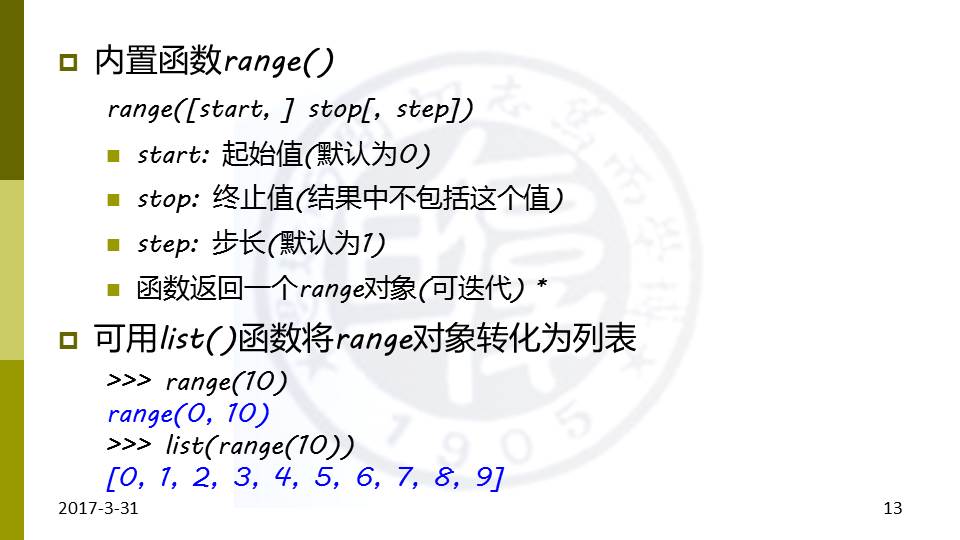 内置函数range()
range([start, ] stop[, step])
start: 起始值(默认为0)
stop: 终止值(结果中不包括这个值)
step: 步长(默认为1)
函数返回一个range对象(可迭代) *
可用list()函数将range对象转化为列表
>>> range(10)
range(0, 10)
>>> list(range(10))
[0, 1, 2, 3, 4, 5, 6, 7, 8, 9]
2017-3-31
13
1905